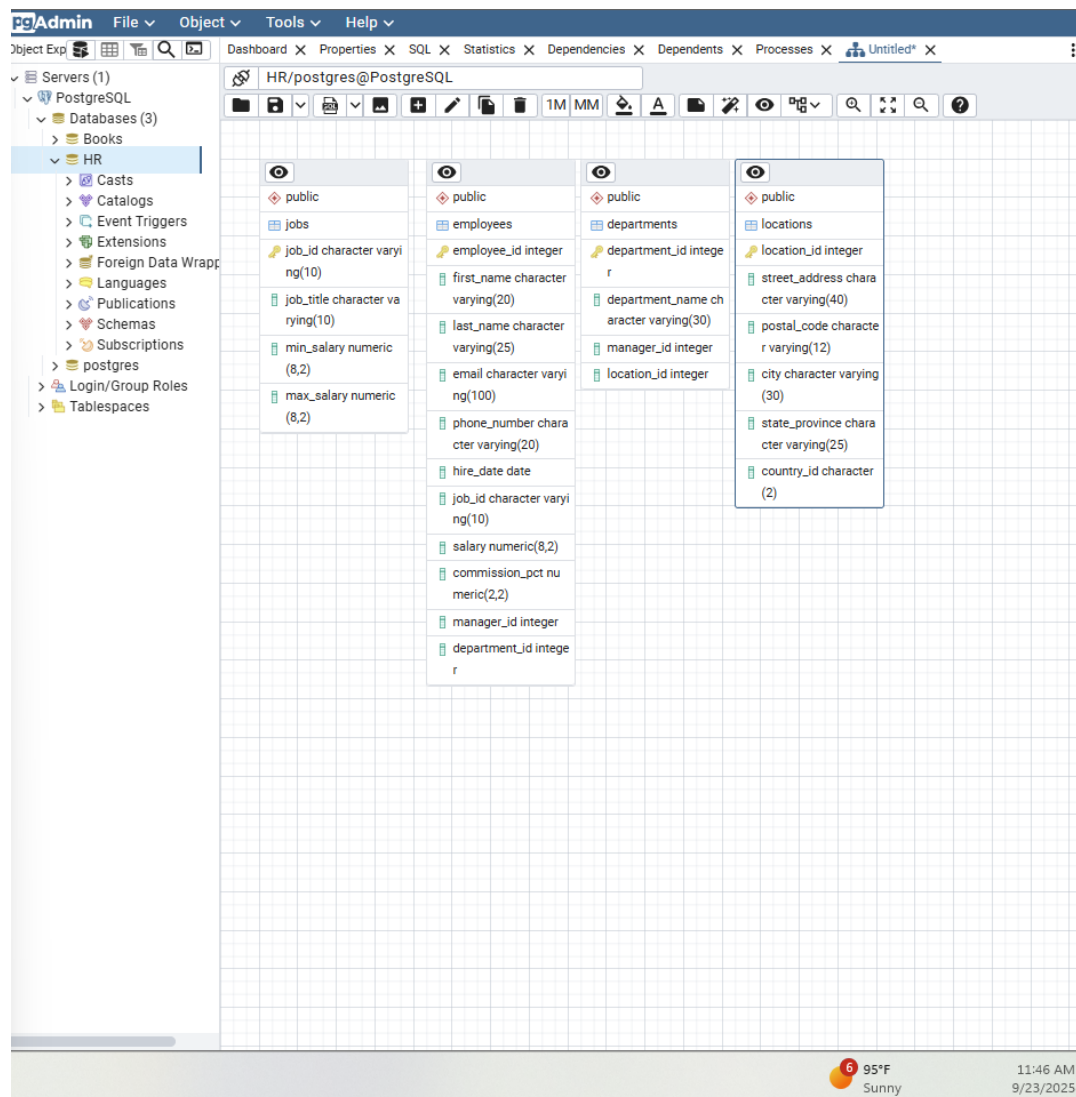 pgAdmin File Object Tools Help
Object Exp
Dashboard Properties SQL Statistics Dependencies Dependents Processes Untitled*
Servers (1)
PostgreSQL
Databases (3)
Books
HR
Casts
Catalogs
Event Triggers
Extensions
Foreign Data Wrapp
Languages
Publications
Schemas
Subscriptions
postgres
Login/Group Roles
Tablespaces
HR/postgres@PostgreSQL
SQL 1M MM A
public
jobs
job_id character varyi
ng(10)
job_title character va
rying(10)
min_salary numeric
(8,2)
max_salary numeric
(8,2)
public
employees
employee_id integer
first_name character
varying(20)
last_name character
varying(25)
email character varyi
ng(100)
phone_number chara
cter varying(20)
hire_date date
job_id character varyi
ng(10)
salary numeric(8,2)
commission_pct nu
meric(2,2)
manager_id integer
department_id intege
r
public
departments
department_id intege
r
department_name ch
aracter varying(30)
manager_id integer
location_id integer
public
locations
location_id integer
street_address chara
cter varying(40)
postal_code characte
r varying(12)
city character varying
(30)
state_province chara
cter varying(25)
country_id character
(2)
6 95°F
Sunny
11:46 AM
9/23/2025